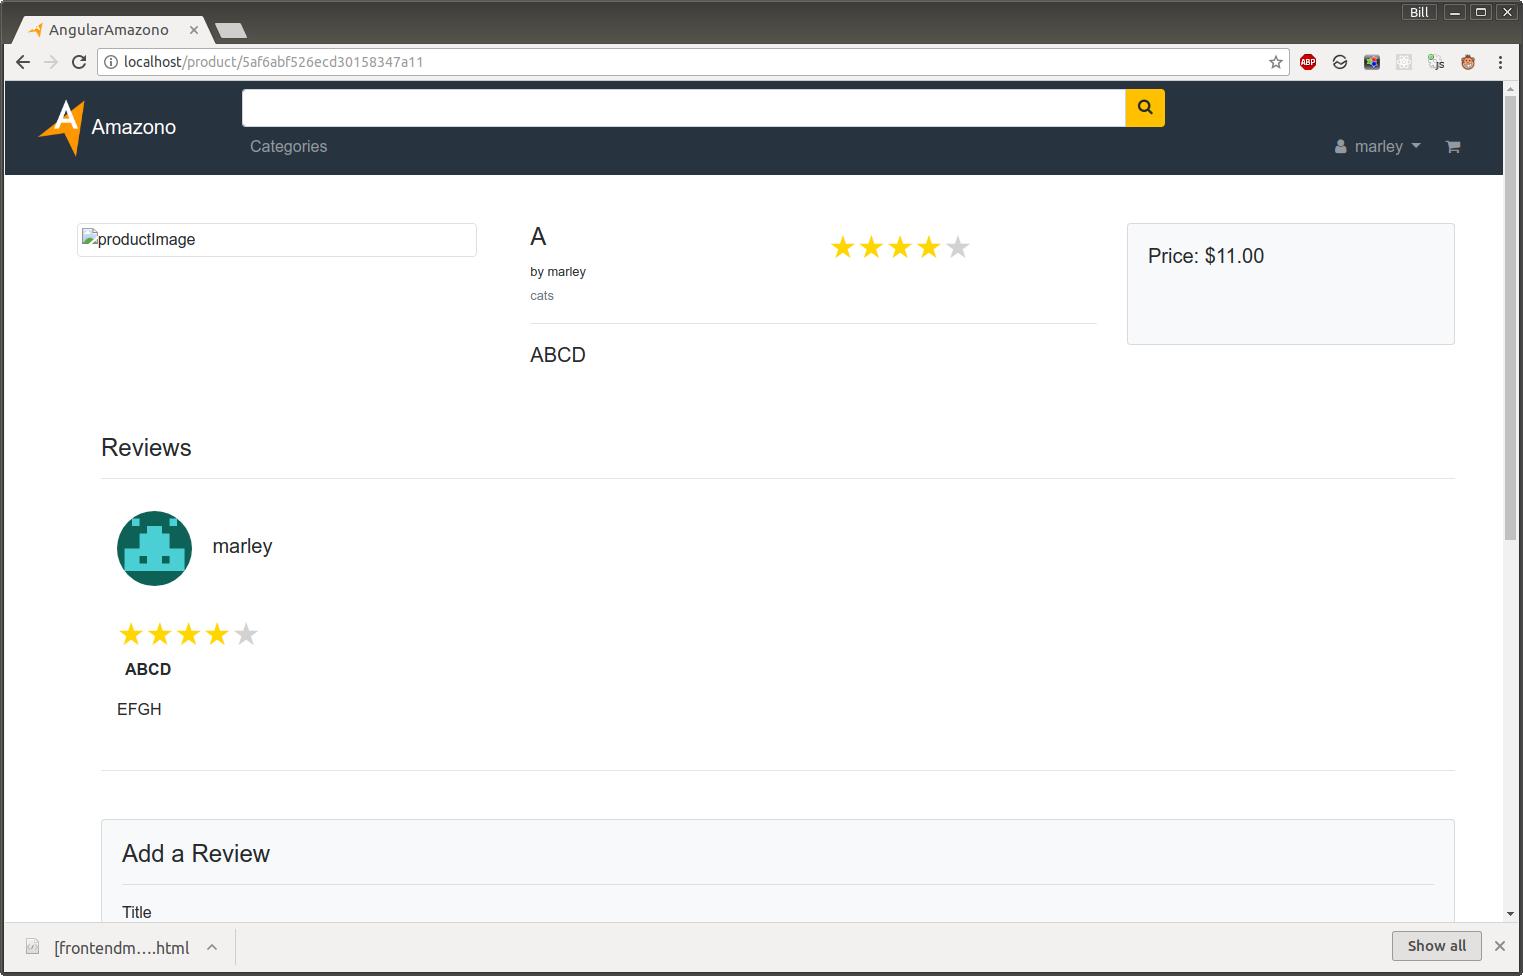 Bill
AngularAmazono
localhost/product/5af6abf526ecd30158347a11
ABP
js
A Amazono
Categories
marley
productImage
A
by marley
cats
ABCD
Price: $11.00
Reviews
marley
ABCD
EFGH
Add a Review
Title
[frontendm....html
Show all